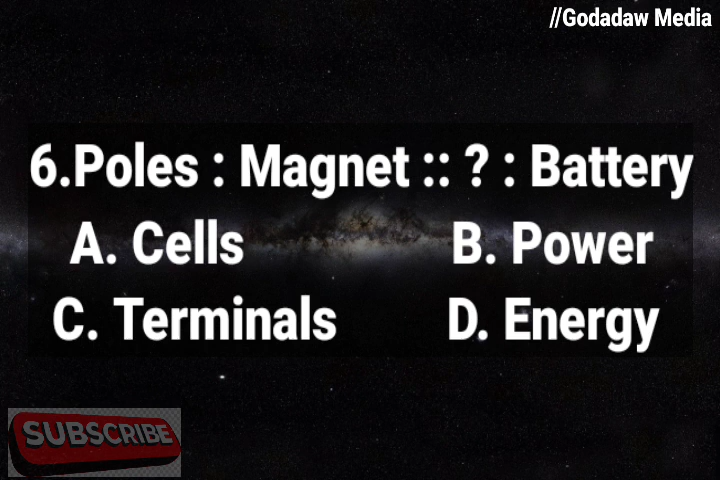 //Godadaw Media
6.Poles : Magnet :: ? : Battery
A. Cells B. Power
C. Terminals D. Energy
SUBSCRIBE